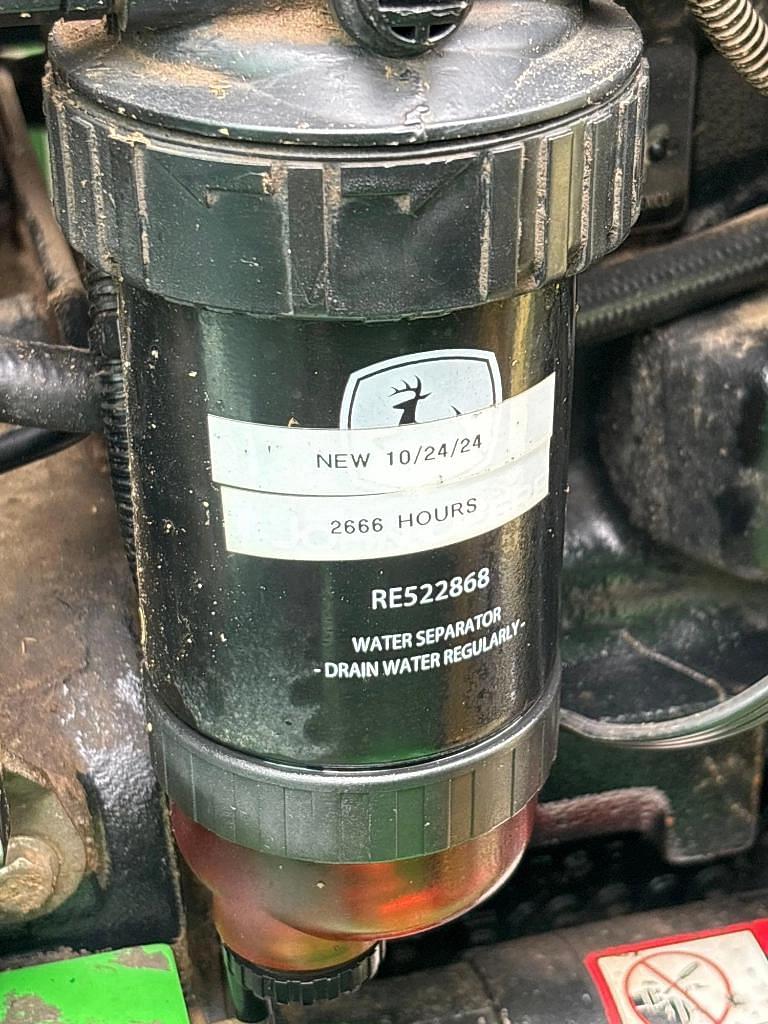 NEW 10/24/24
2666 HOURS
RE522868
WATER SEPARATOR
- DRAIN WATER REGULARLY-